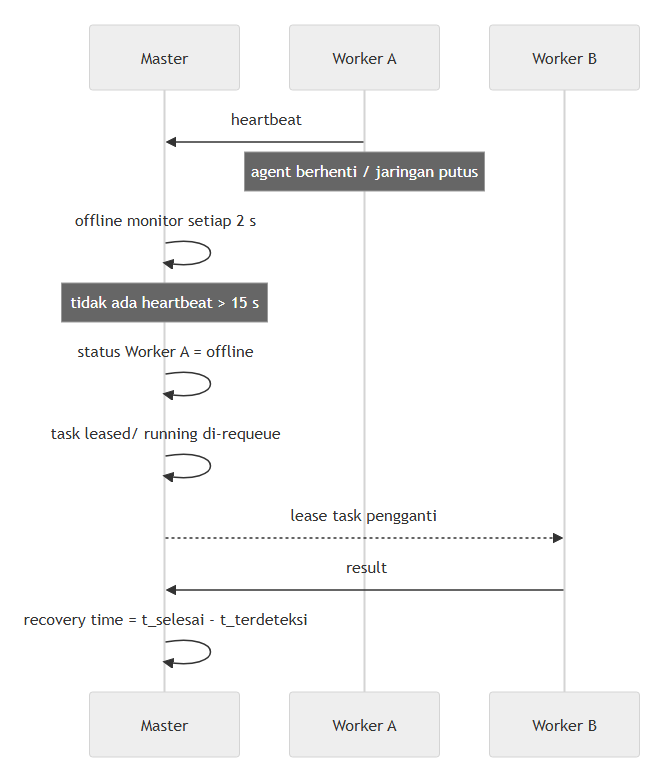 Master
Worker A
Worker B
heartbeat
agent berhenti / jaringan putus
offline monitor setiap 2 s
tidak ada heartbeat > 15 s
status Worker A = offline
task leased/ running di-requeue
lease task pengganti
result
recovery time = t_selesai - t_terdeteksi
Master
Worker A
Worker B